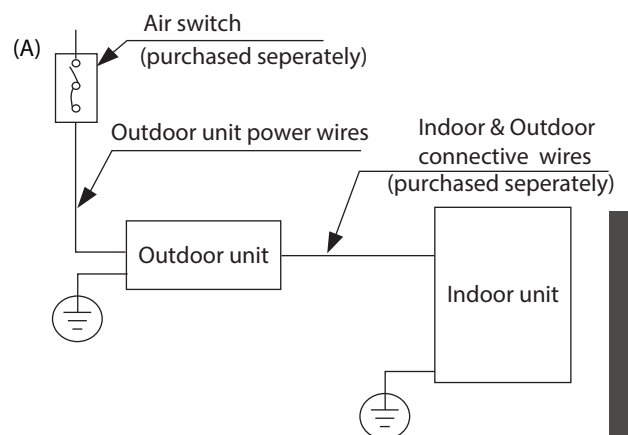 (A)
Air switch
(purchased seperately)
Outdoor unit power wires
Indoor & Outdoor
connective wires
(purchased seperately)
Outdoor unit
Indoor unit